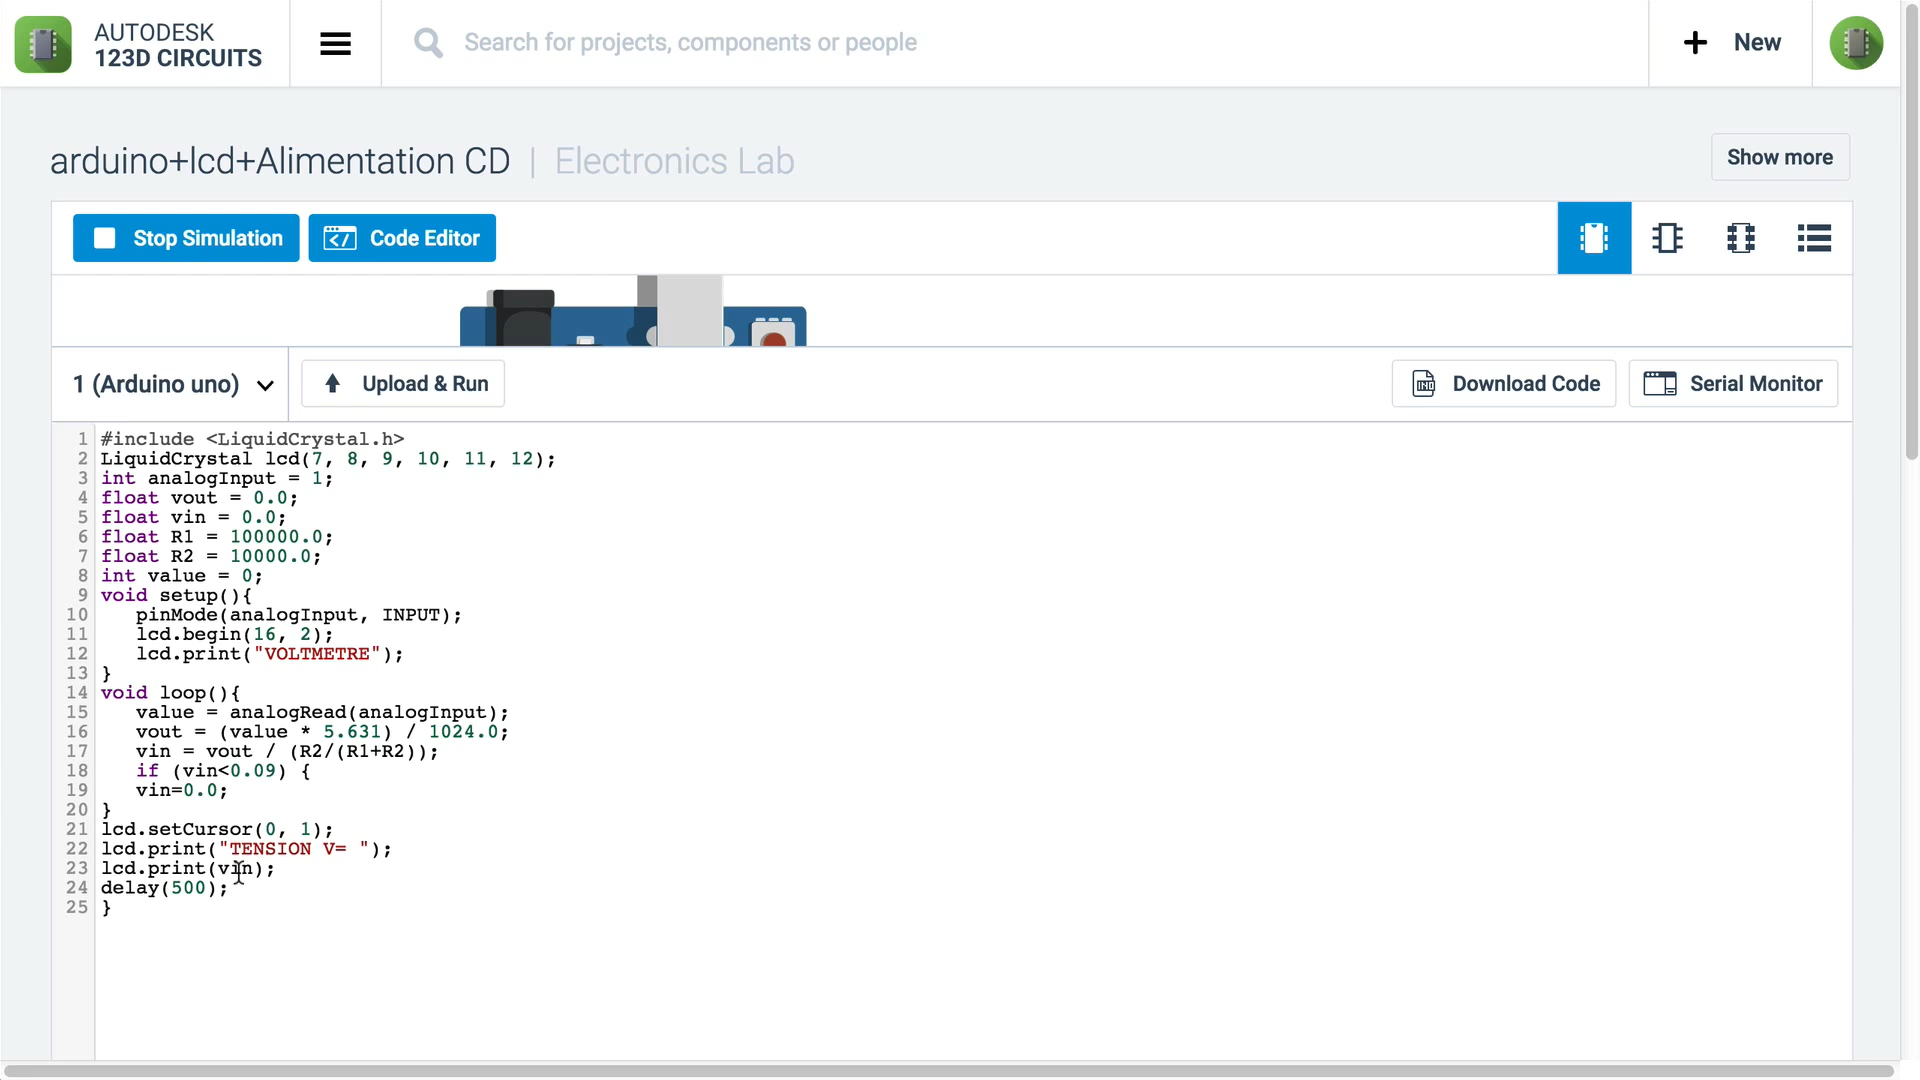 AUTODESK
123D CIRCUITS
Search for projects, components or people
New
arduino+lcd+Alimentation CD | Electronics Lab
Show more
Stop Simulation
Code Editor
1 (Arduino uno)
Upload & Run
Download Code
Serial Monitor
1 #include <LiquidCrystal.h>
2 LiquidCrystal lcd(7, 8, 9, 10, 11, 12);
3 int analogInput = 1;
4 float vout = 0.0;
5 float vin = 0.0;
6 float R1 = 100000.0;
7 float R2 = 10000.0;
8 int value = 0;
9 void setup(){
10    pinMode(analogInput, INPUT);
11    lcd.begin(16, 2);
12    lcd.print("VOLTMETRE");
13 }
14 void loop(){
15    value = analogRead(analogInput);
16    vout = (value * 5.631) / 1024.0;
17    vin = vout / (R2/(R1+R2));
18    if (vin<0.09) {
19    vin=0.0;
20 }
21 lcd.setCursor(0, 1);
22 lcd.print("TENSION V= ");
23 lcd.print(vin);
24 delay(500);
25 }